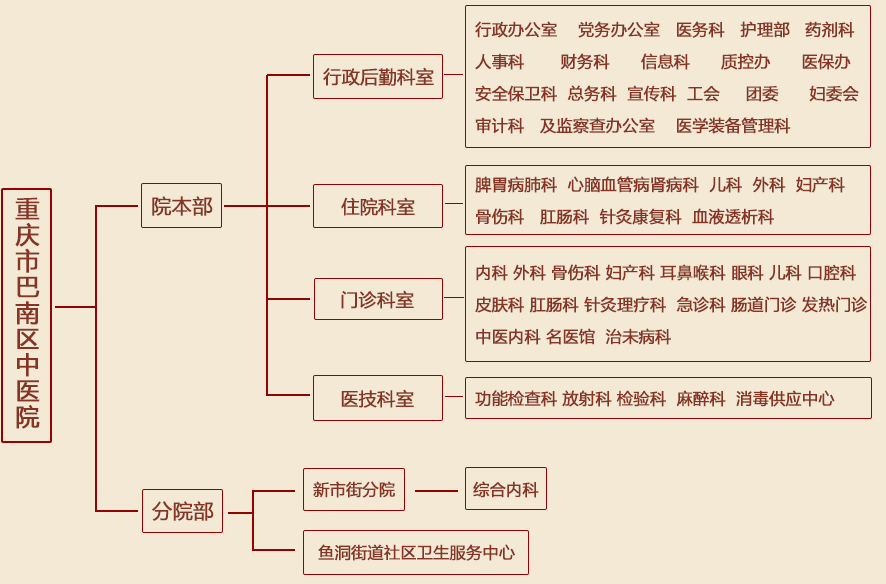 重庆市巴南区中医院
院本部
行政后勤科室
行政办公室 党务办公室 医务科 护理部 药剂科
人事科 财务科 信息科 质控办 医保办
安全保卫科 总务科 宣传科 工会 团委 妇委会
审计科 及监察查办公室 医学装备管理科
住院科室
脾胃病肺科 心脑血管病肾病科 儿科 外科 妇产科
骨伤科 肛肠科 针灸康复科 血液透析科
门诊科室
内科 外科 骨伤科 妇产科 耳鼻喉科 眼科 儿科 口腔科
皮肤科 肛肠科 针灸理疗科 急诊科 肠道门诊 发热门诊
中医内科 名医馆 治未病科
医技科室
功能检查科 放射科 检验科 麻醉科 消毒供应中心
分院部
新市街分院
综合内科
鱼洞街道社区卫生服务中心